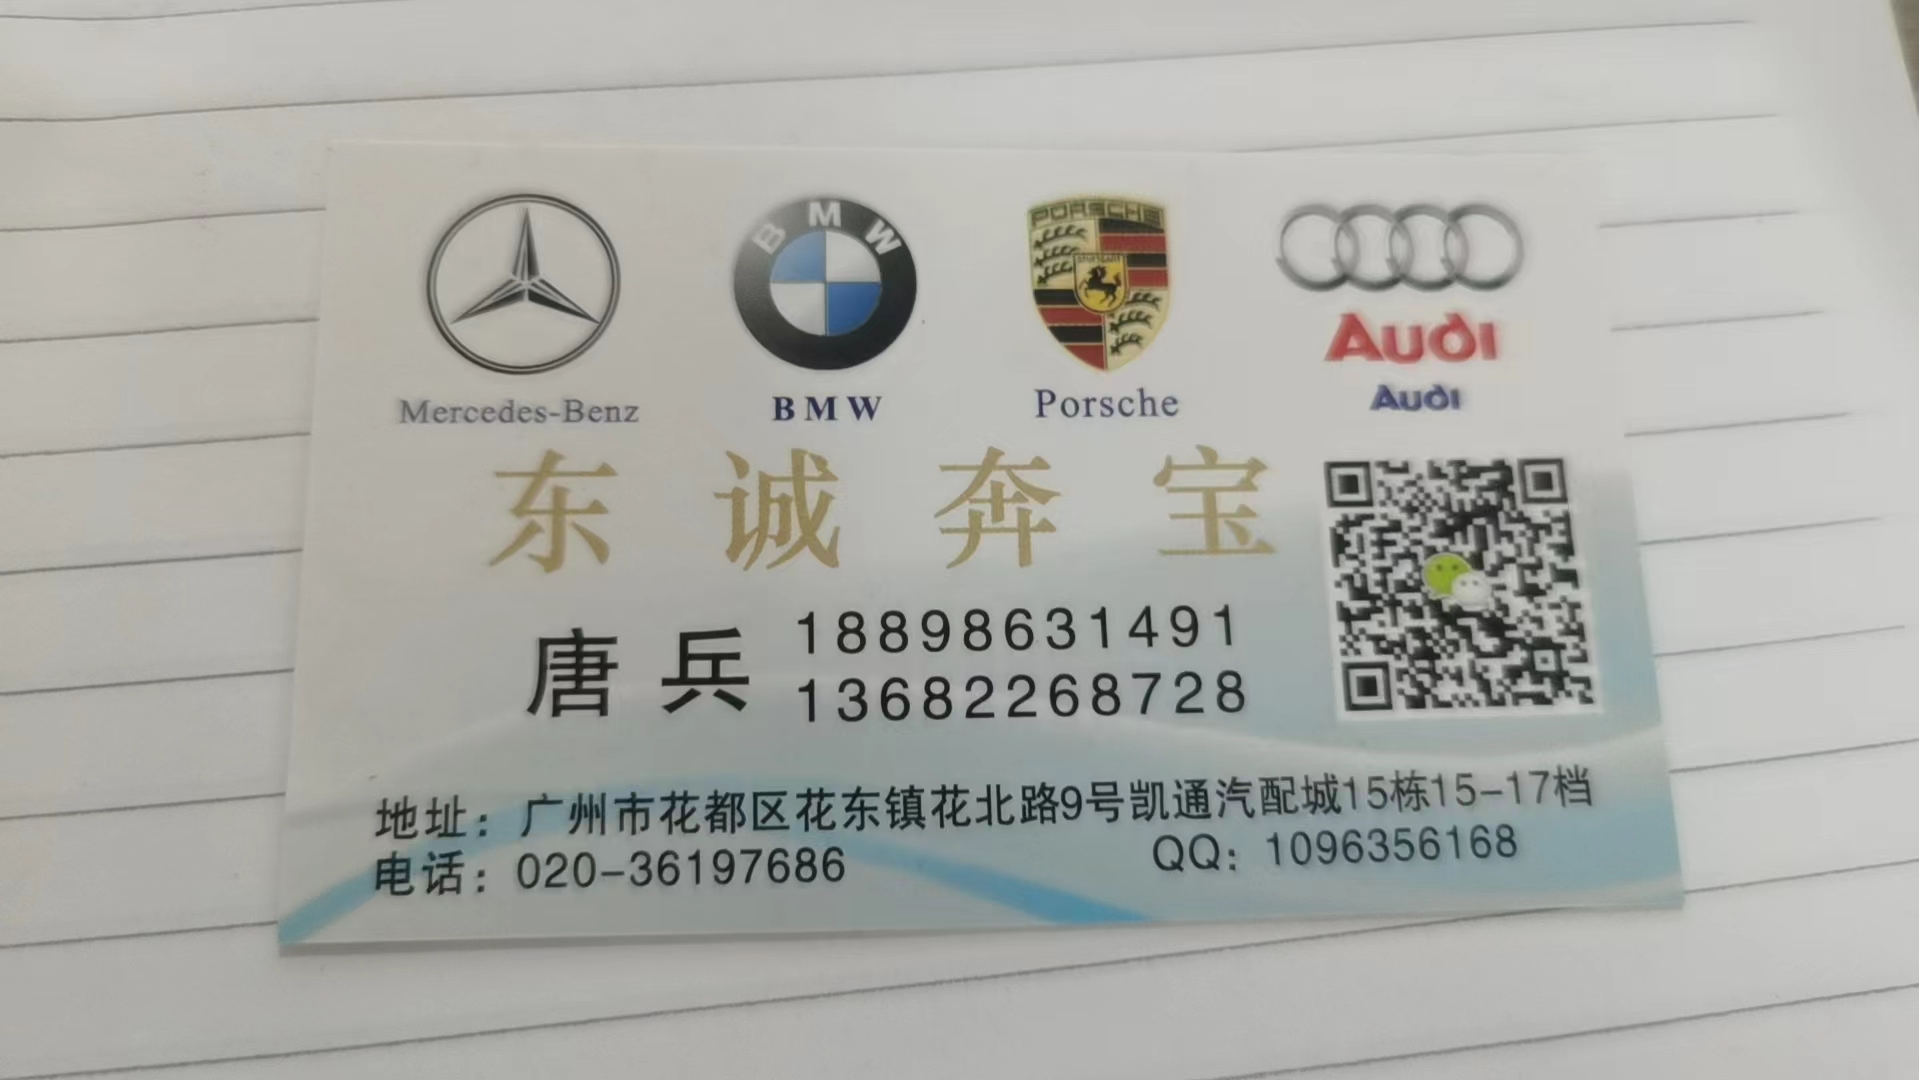 BMW
PORSCHE
Audi
Mercedes-Benz
BMW
Porsche
Audi
东诚奔宝
唐兵
18898631491
13682268728
地址：广州市花都区花东镇花北路9号凯通汽配城15栋15-17档
电话：020-36197686
QQ：1096356168